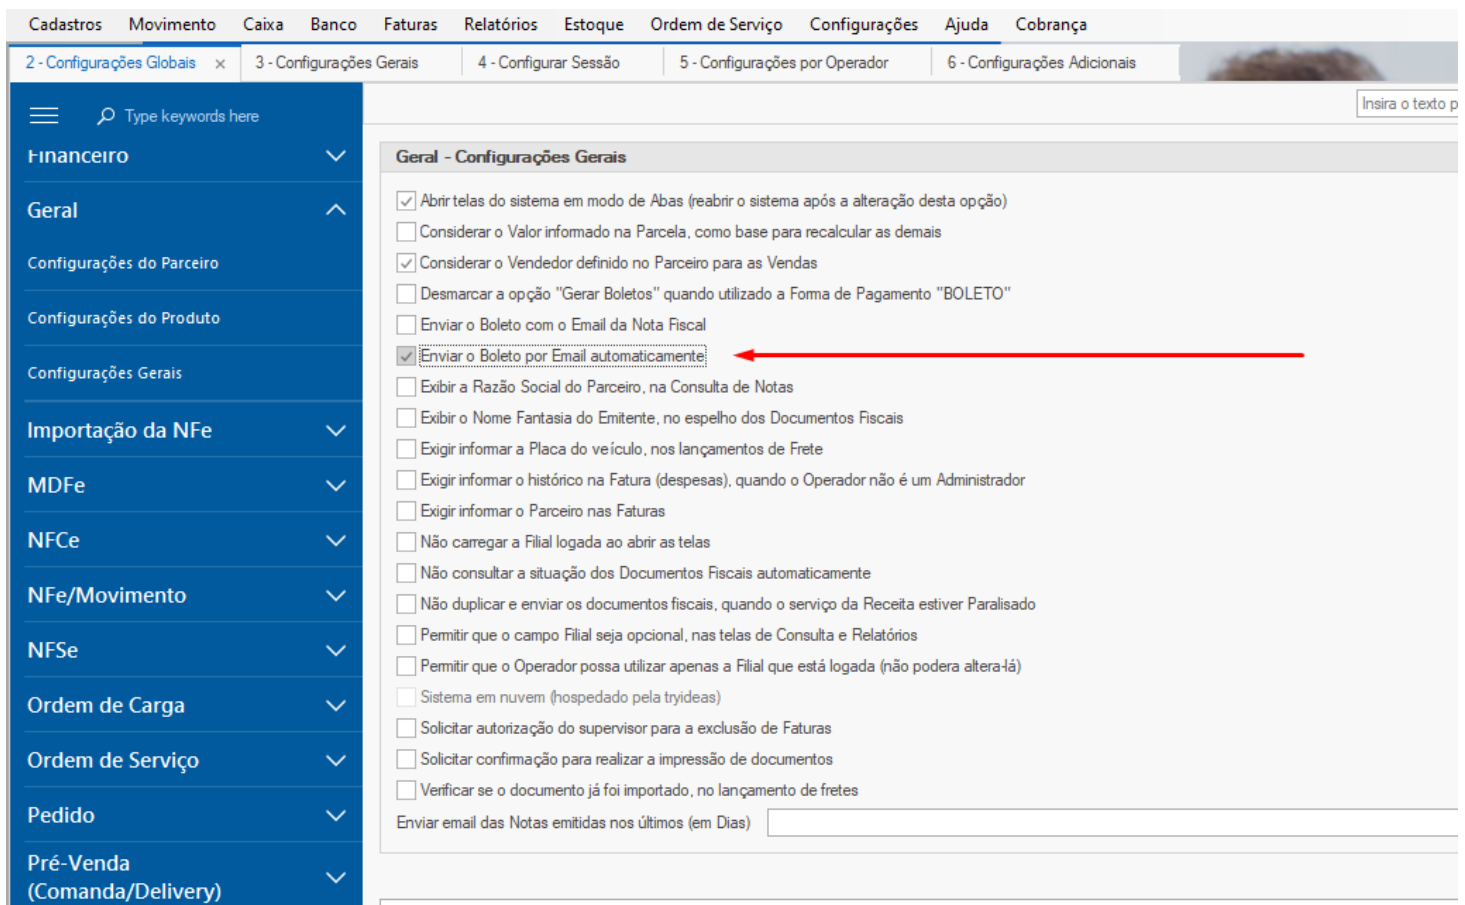 Cadastros Movimento Caixa Banco Faturas Relatórios Estoque Ordem de Serviço Configurações Ajuda Cobrança
2 - Configurações Globais × 3 - Configurações Gerais 4 - Configurar Sessão 5 - Configurações por Operador 6 - Configurações Adicionais
Type keywords here
Insira o texto p
Financeiro
Geral
Configurações do Parceiro
Configurações do Produto
Configurações Gerais
Importação da NFe
MDFe
NFCe
NFe/Movimento
NFSe
Ordem de Carga
Ordem de Serviço
Pedido
Pré-Venda
(Comanda/Delivery)
Geral - Configurações Gerais
Abrir telas do sistema em modo de Abas (reabrir o sistema após a alteração desta opção)
Considerar o Valor informado na Parcela, como base para recalcular as demais
Considerar o Vendedor definido no Parceiro para as Vendas
Desmarcar a opção "Gerar Boletos" quando utilizado a Forma de Pagamento "BOLETO"
Enviar o Boleto com o Email da Nota Fiscal
Enviar o Boleto por Email automaticamente
Exibir a Razão Social do Parceiro, na Consulta de Notas
Exibir o Nome Fantasia do Emitente, no espelho dos Documentos Fiscais
Exigir informar a Placa do veículo, nos lançamentos de Frete
Exigir informar o histórico na Fatura (despesas), quando o Operador não é um Administrador
Exigir informar o Parceiro nas Faturas
Não carregar a Filial logada ao abrir as telas
Não consultar a situação dos Documentos Fiscais automaticamente
Não duplicar e enviar os documentos fiscais, quando o serviço da Receita estiver Paralisado
Permitir que o campo Filial seja opcional, nas telas de Consulta e Relatórios
Permitir que o Operador possa utilizar apenas a Filial que está logada (não podera altera-lá)
Sistema em nuvem (hospedado pela tryideas)
Solicitar autorização do supervisor para a exclusão de Faturas
Solicitar confirmação para realizar a impressão de documentos
Verificar se o documento já foi importado, no lançamento de fretes
Enviar email das Notas emitidas nos últimos (em Dias)